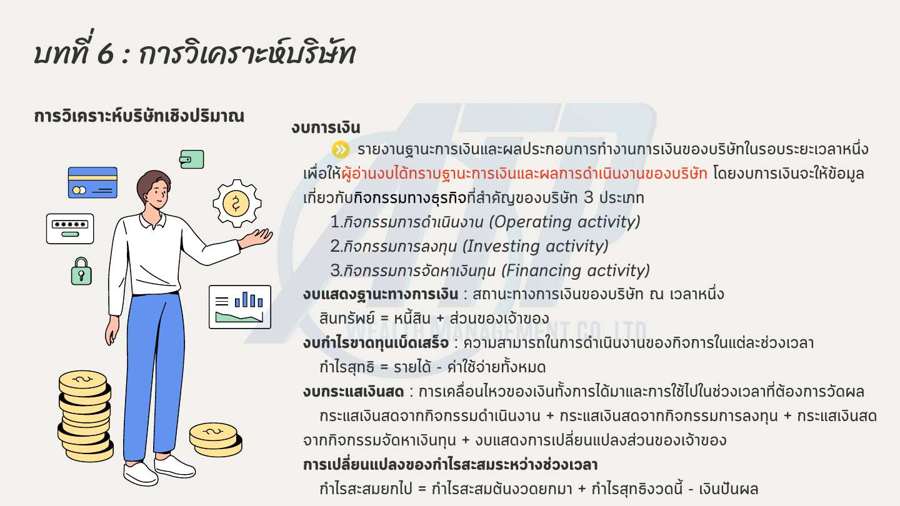 บทที่ 6 : การวิเคราะห์บริษัท
การวิเคราะห์บริษัทเชิงปริมาณ
งบการเงิน
รายงานฐานะการเงินและผลประกอบการทำงานการเงินของบริษัทในรอบระยะเวลาหนึ่ง
เพื่อให้ผู้อ่านงบได้ทราบฐานะการเงินและผลการดำเนินงานของบริษัท โดยงบการเงินจะให้ข้อมูล
เกี่ยวกับกิจกรรมทางธุรกิจที่สำคัญของบริษัท 3 ประเภท
1.กิจกรรมการดำเนินงาน (Operating activity)
2.กิจกรรมการลงทุน (Investing activity)
3.กิจกรรมการจัดหาเงินทุน (Financing activity)
งบแสดงฐานะทางการเงิน : สถานะทางการเงินของบริษัท ณ เวลาหนึ่ง
สินทรัพย์ = หนี้สิน + ส่วนของเจ้าของ
งบกำไรขาดทุนเบ็ดเสร็จ : ความสามารถในการดำเนินงานของกิจการในแต่ละช่วงเวลา
กำไรสุทธิ = รายได้ - ค่าใช้จ่ายทั้งหมด
งบกระแสเงินสด : การเคลื่อนไหวของเงินทั้งการได้มาและการใช้ไปในช่วงเวลาที่ต้องการวัดผล
กระแสเงินสดจากกิจกรรมดำเนินงาน + กระแสเงินสดจากกิจกรรมการลงทุน + กระแสเงินสด
จากกิจกรรมจัดหาเงินทุน + งบแสดงการเปลี่ยนแปลงส่วนของเจ้าของ
การเปลี่ยนแปลงของกำไรสะสมระหว่างช่วงเวลา
กำไรสะสมยกไป = กำไรสะสมต้นงวดยกมา + กำไรสุทธิงวดนี้ - เงินปันผล
ATP
WEALTH MANAGEMENT CO., LTD